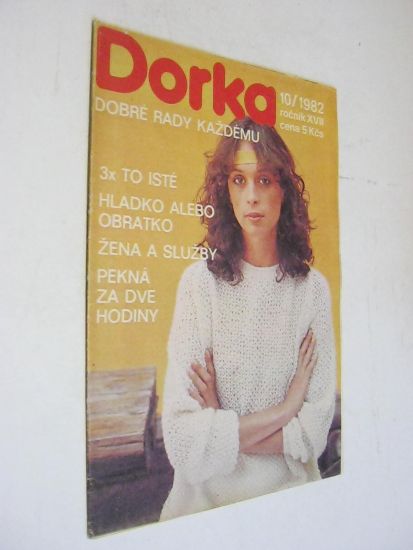 Dorka
10/1982
ročník XVII
cena 5 Kčs
DOBRÉ RADY KAŽDÉMU
3x TO ISTÉ
HLADKO ALEBO
OBRATKO
ŽENA A SLUŽBY
PEKNÁ
ZA DVE
HODINY